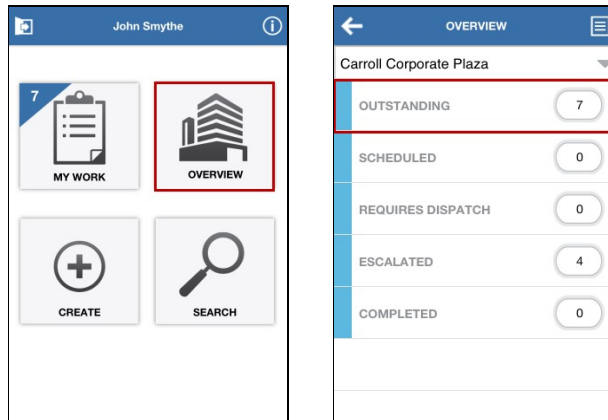 John Smythe
7
MY WORK
OVERVIEW
CREATE
SEARCH
OVERVIEW
Carroll Corporate Plaza
OUTSTANDING 7
SCHEDULED 0
REQUIRES DISPATCH 0
ESCALATED 4
COMPLETED 0